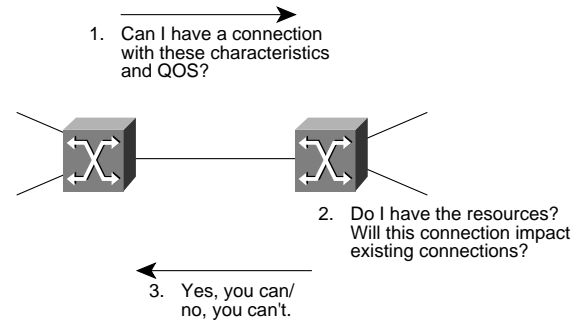 1. Can I have a connection
with these characteristics
and QOS?
2. Do I have the resources?
Will this connection impact
existing connections?
3. Yes, you can/
no, you can't.